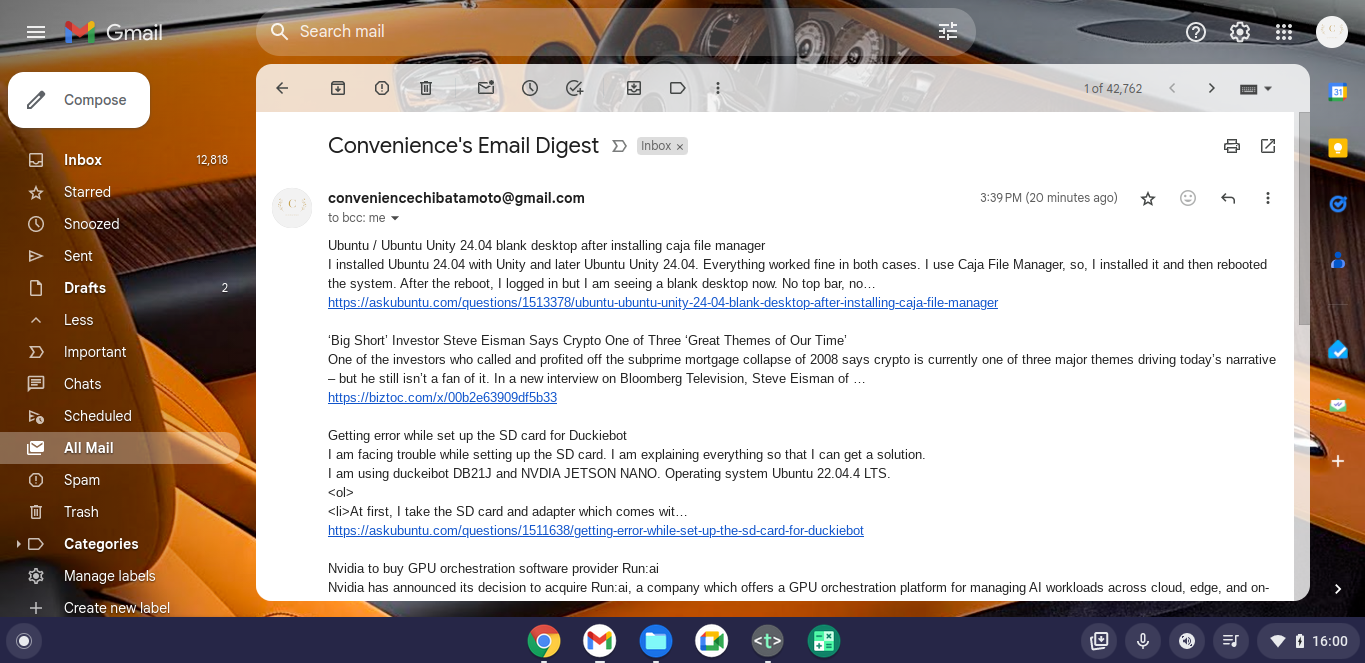 Gmail
Search mail
Compose
1 of 42,762
31
Convenience's Email Digest
Inbox ×
Inbox 12,818
Starred
Snoozed
Sent
Drafts 2
Less
Important
Chats
Scheduled
All Mail
Spam
Trash
Categories
Manage labels
Create new label
conveniencechibatamoto@gmail.com
3:39 PM (20 minutes ago)
to bcc: me
Ubuntu / Ubuntu Unity 24.04 blank desktop after installing caja file manager
I installed Ubuntu 24.04 with Unity and later Ubuntu Unity 24.04. Everything worked fine in both cases. I use Caja File Manager, so, I installed it and then rebooted
the system. After the reboot, I logged in but I am seeing a blank desktop now. No top bar, no…
https://askubuntu.com/questions/1513378/ubuntu-ubuntu-unity-24-04-blank-desktop-after-installing-caja-file-manager
‘Big Short’ Investor Steve Eisman Says Crypto One of Three ‘Great Themes of Our Time’
One of the investors who called and profited off the subprime mortgage collapse of 2008 says crypto is currently one of three major themes driving today’s narrative
– but he still isn’t a fan of it. In a new interview on Bloomberg Television, Steve Eisman of …
https://biztoc.com/x/00b2e63909df5b33
Getting error while set up the SD card for Duckiebot
I am facing trouble while setting up the SD card. I am explaining everything so that I can get a solution.
I am using duckeibot DB21J and NVDIA JETSON NANO. Operating system Ubuntu 22.04.4 LTS.
<ol>
<li>At first, I take the SD card and adapter which comes wit…
https://askubuntu.com/questions/1511638/getting-error-while-set-up-the-sd-card-for-duckiebot
Nvidia to buy GPU orchestration software provider Run:ai
Nvidia has announced its decision to acquire Run:ai, a company which offers a GPU orchestration platform for managing AI workloads across cloud, edge, and on-
<t>
16:00